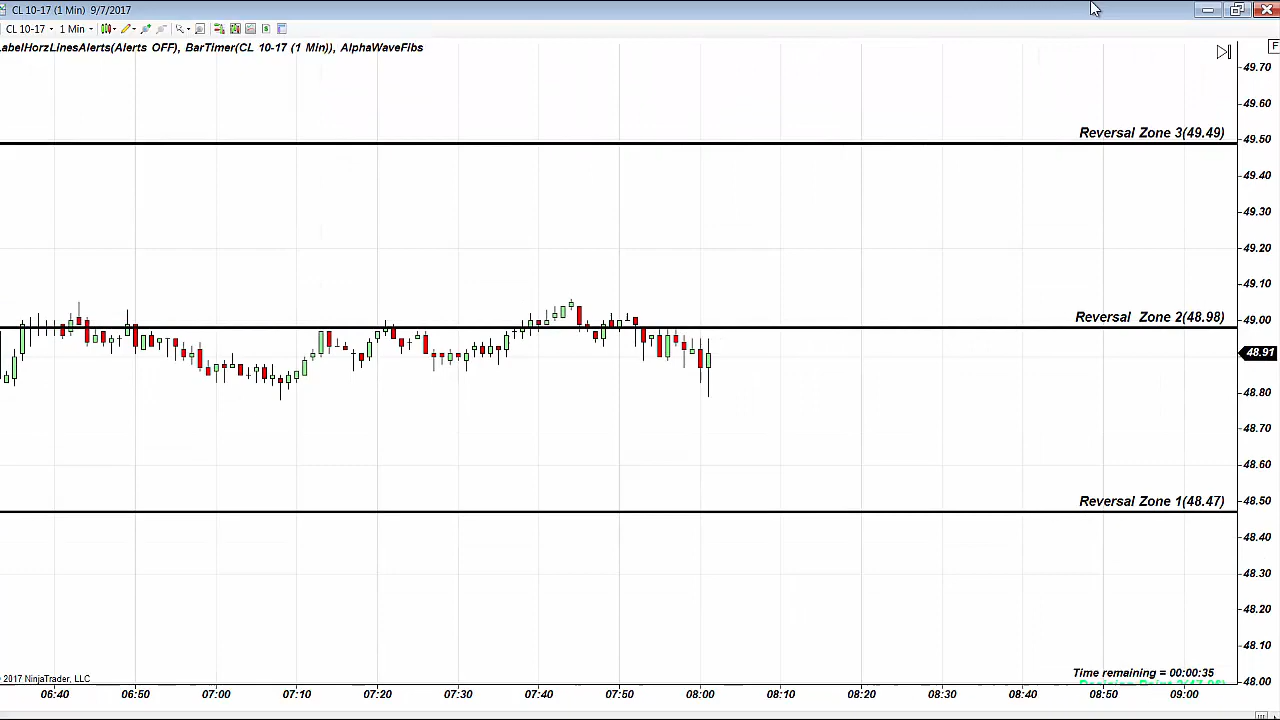 CL 10-17 (1 Min) 9/7/2017
CL 10-17 1 Min
LabelHorzLinesAlerts(Alerts OFF), BarTimer(CL 10-17 (1 Min)), AlphaWaveFibs
F
49.70
49.60
Reversal Zone 3(49.49)
49.50
49.40
49.30
49.20
49.10
Reversal Zone 2(48.98)
49.00
48.91
48.80
48.70
48.60
Reversal Zone 1(48.47)
48.50
48.40
48.30
48.20
48.10
2017 NinjaTrader, LLC
Time remaining = 00:00:35
48.00
06:40 06:50 07:00 07:10 07:20 07:30 07:40 07:50 08:00 08:10 08:20 08:30 08:40 08:50 09:00